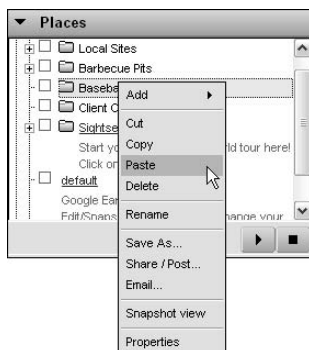 Places
Local Sites
Barbecue Pits
Baseba
Client C
Sightse
Start yo
ld tour here!
Click on
default
Google Ear
Edit/Snaps
hange your
Add
Cut
Copy
Paste
Delete
Rename
Save As...
Share / Post...
Email...
Snapshot view
Properties